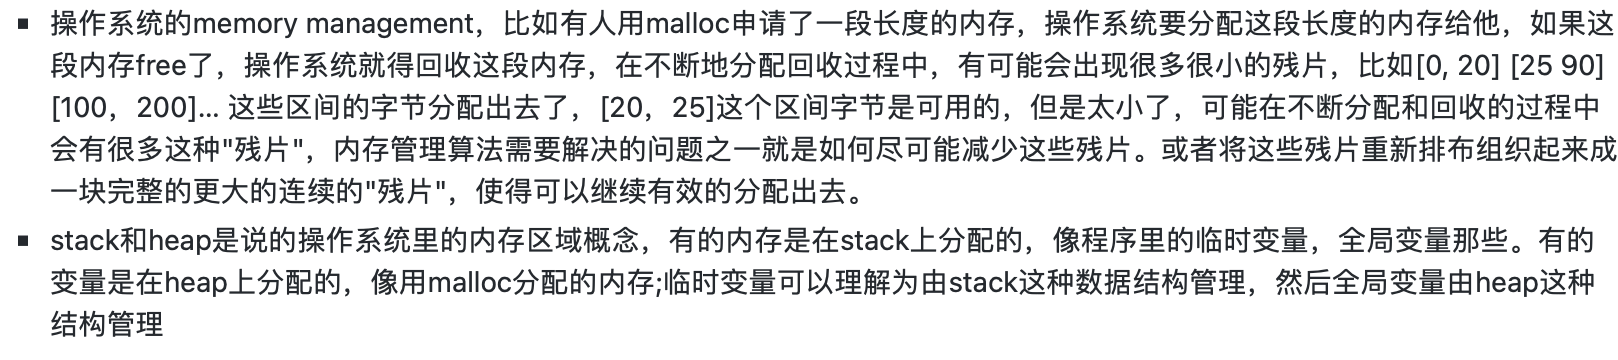 ▪ 操作系统的memory management，比如有人用malloc申请了一段长度的内存，操作系统要分配这段长度的内存给他，如果这
段内存free了，操作系统就得回收这段内存，在不断地分配回收过程中，有可能会出现很多很小的残片，比如[0, 20] [25 90]
[100，200]... 这些区间的字节分配出去了，[20，25]这个区间字节是可用的，但是太小了，可能在不断分配和回收的过程中
会有很多这种"残片"，内存管理算法需要解决的问题之一就是如何尽可能减少这些残片。或者将这些残片重新排布组织起来成
一块完整的更大的连续的"残片"，使得可以继续有效的分配出去。
▪ stack和heap是说的操作系统里的内存区域概念，有的内存是在stack上分配的，像程序里的临时变量，全局变量那些。有的
变量是在heap上分配的，像用malloc分配的内存;临时变量可以理解为由stack这种数据结构管理，然后全局变量由heap这种
结构管理